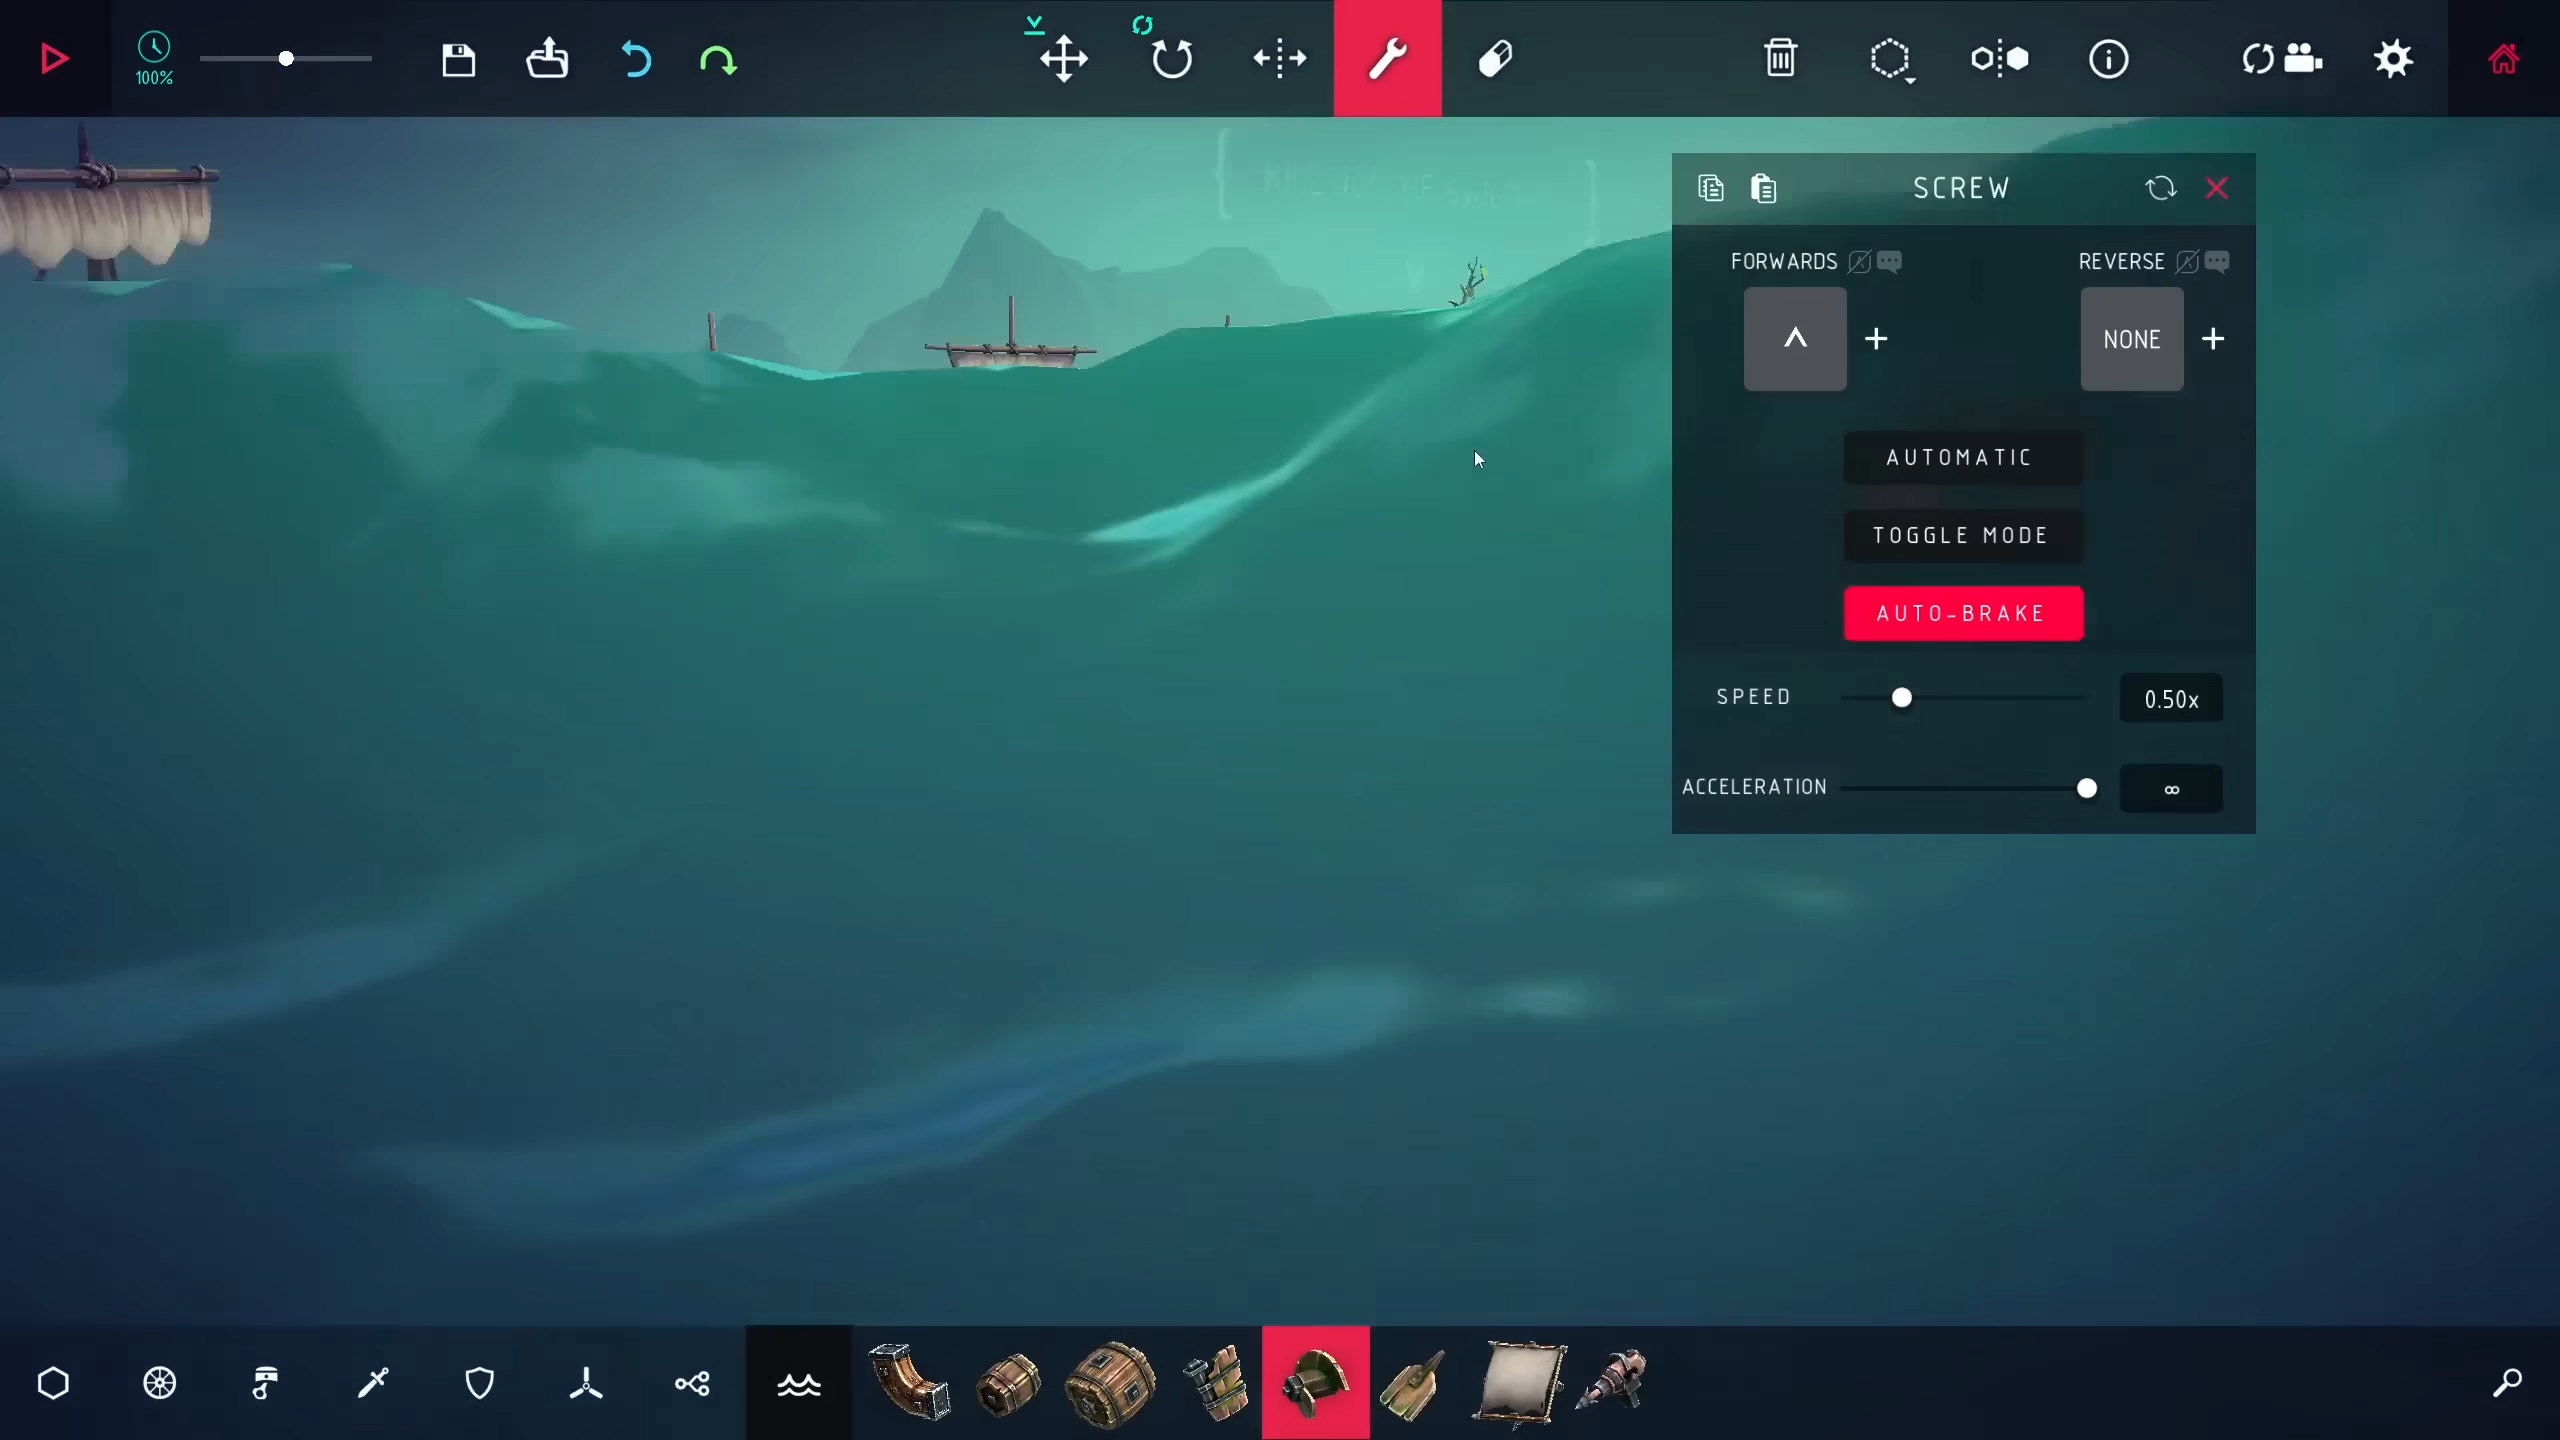 100%
SCREW
FORWARDS
REVERSE
NONE
AUTOMATIC
TOGGLE MODE
AUTO-BRAKE
SPEED
0.50x
ACCELERATION
∞